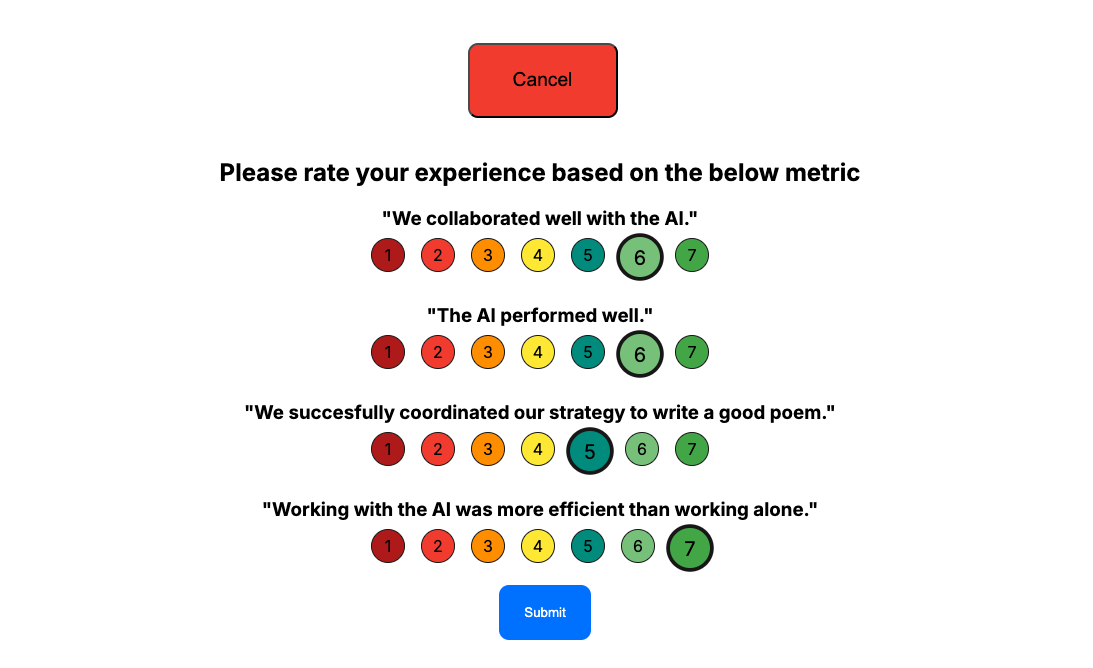 Cancel
Please rate your experience based on the below metric
"We collaborated well with the AI."
1 2 3 4 5 6 7
"The AI performed well."
1 2 3 4 5 6 7
"We succesfully coordinated our strategy to write a good poem."
1 2 3 4 5 6 7
"Working with the AI was more efficient than working alone."
1 2 3 4 5 6 7
Submit